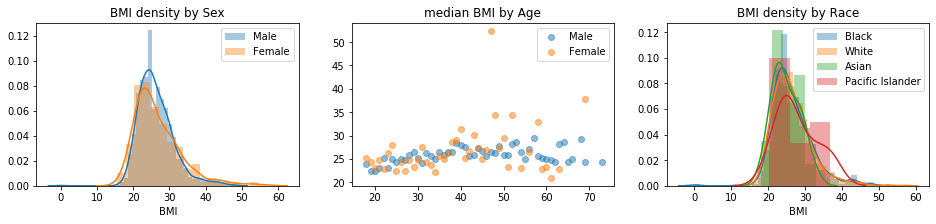 BMI density by Sex
0.12
0.10
0.08
0.06
0.04
0.02
0.00
0 10 20 30 40 50 60
BMI
Male
Female
median BMI by Age
50
45
40
35
30
25
20
20 30 40 50 60 70
Male
Female
BMI density by Race
0.12
0.10
0.08
0.06
0.04
0.02
0.00
0 10 20 30 40 50 60
BMI
Black
White
Asian
Pacific Islander